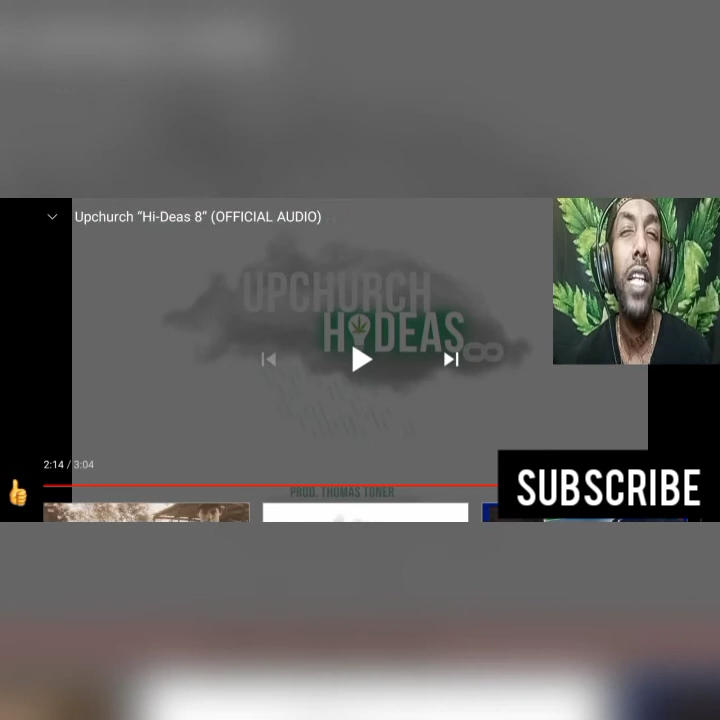 Upchurch “Hi-Deas 8” (OFFICIAL AUDIO)
UPCHURCH
HIDEAS
2:14 / 3:04
PROD. THOMAS TONER
SUBSCRIBE